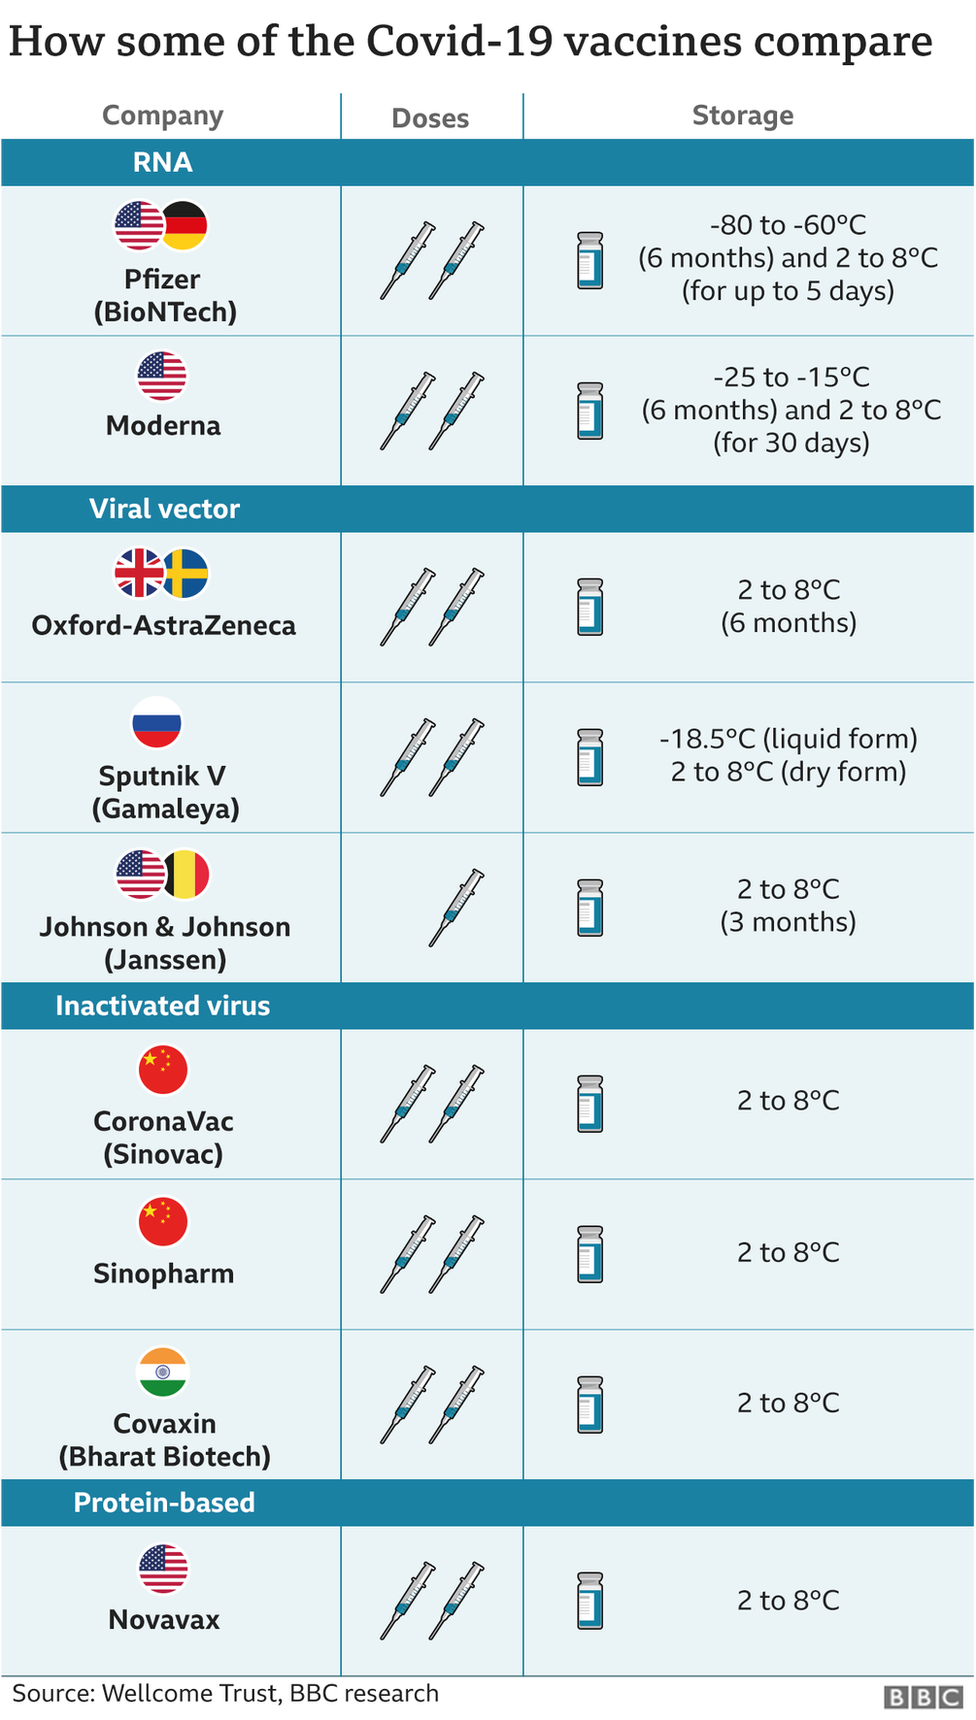 How some of the Covid-19 vaccines compare
Company Doses Storage
RNA
Pfizer
(BioNTech)
-80 to -60°C
(6 months) and 2 to 8°C
(for up to 5 days)
Moderna
-25 to -15°C
(6 months) and 2 to 8°C
(for 30 days)
Viral vector
Oxford-AstraZeneca
2 to 8°C
(6 months)
Sputnik V
(Gamaleya)
-18.5°C (liquid form)
2 to 8°C (dry form)
Johnson & Johnson
(Janssen)
2 to 8°C
(3 months)
Inactivated virus
CoronaVac
(Sinovac)
2 to 8°C
Sinopharm
2 to 8°C
Covaxin
(Bharat Biotech)
2 to 8°C
Protein-based
Novavax
2 to 8°C
Source: Wellcome Trust, BBC research
BBC